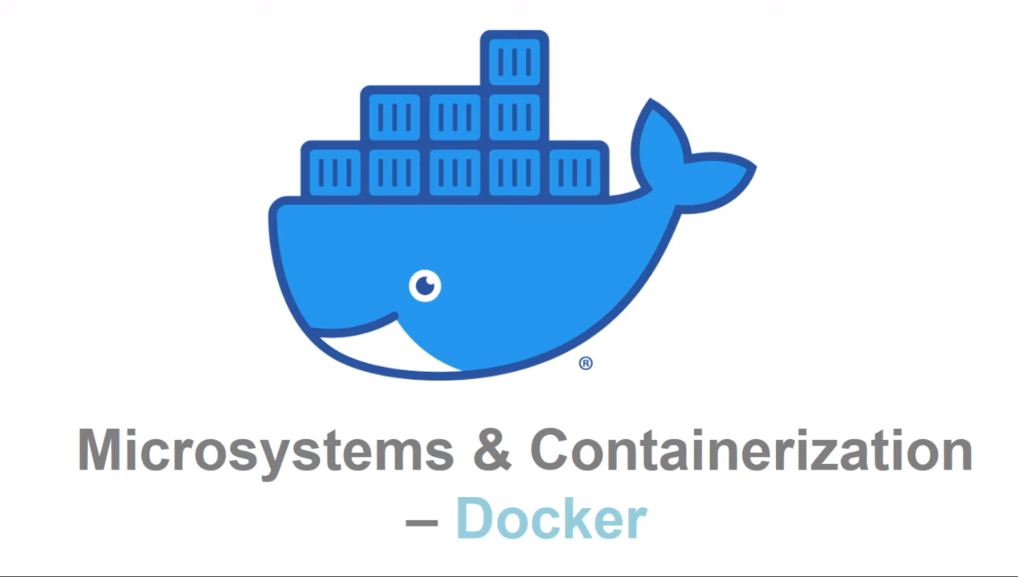 ®
Microsystems & Containerization
– Docker